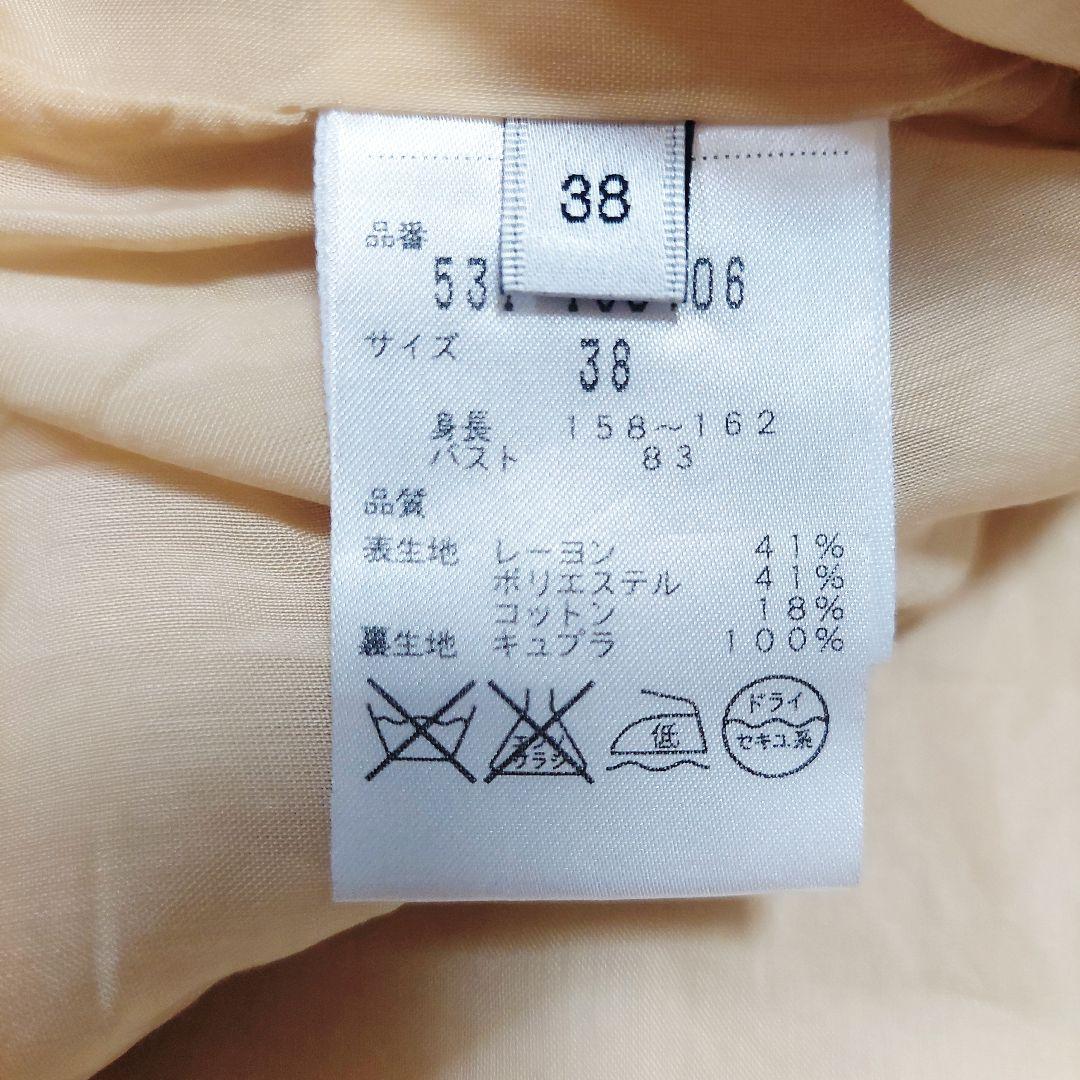 38
品番
06
サイズ 38
身長 158～162
バスト 83
品質
表生地 レーヨン 41%
ポリエステル 41%
コットン 18%
裏生地 キュプラ 100%
低
ドライ
セキユ系